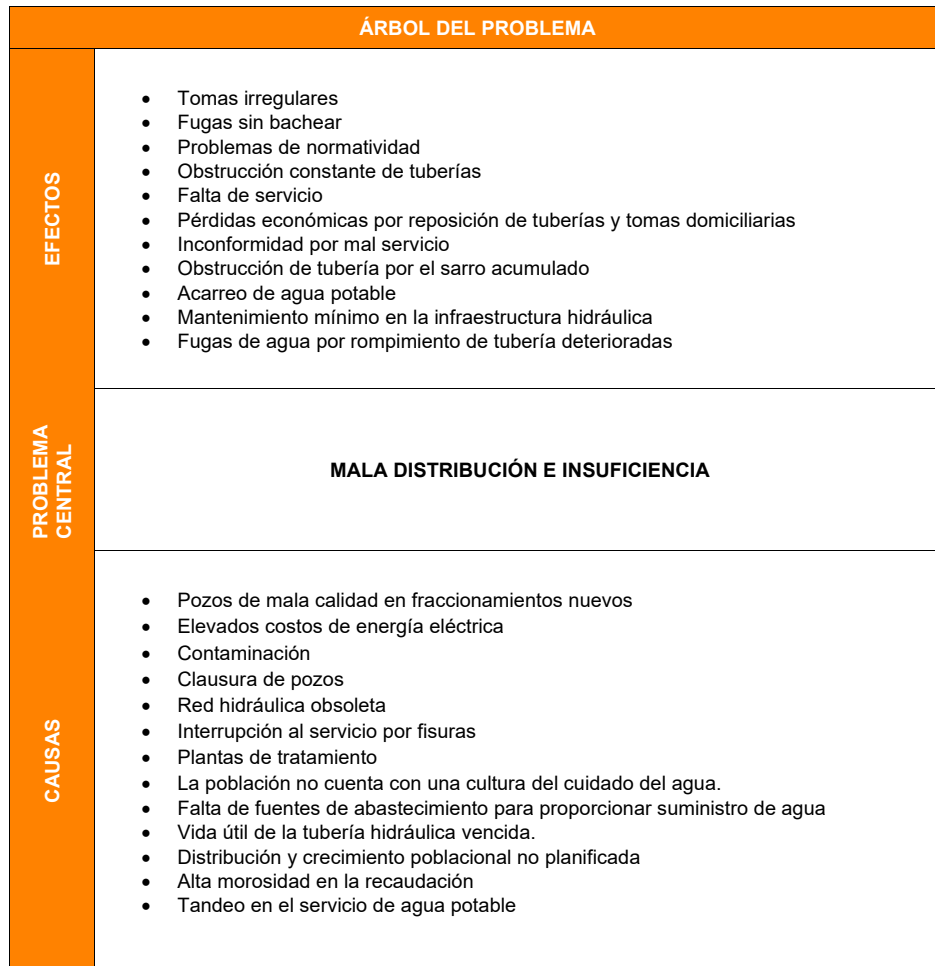 ÁRBOL DEL PROBLEMA
EFECTOS
• Tomas irregulares
• Fugas sin bachear
• Problemas de normatividad
• Obstrucción constante de tuberías
• Falta de servicio
• Pérdidas económicas por reposición de tuberías y tomas domiciliarias
• Inconformidad por mal servicio
• Obstrucción de tubería por el sarro acumulado
• Acarreo de agua potable
• Mantenimiento mínimo en la infraestructura hidráulica
• Fugas de agua por rompimiento de tubería deterioradas
PROBLEMA
CENTRAL
MALA DISTRIBUCIÓN E INSUFICIENCIA
CAUSAS
• Pozos de mala calidad en fraccionamientos nuevos
• Elevados costos de energía eléctrica
• Contaminación
• Clausura de pozos
• Red hidráulica obsoleta
• Interrupción al servicio por fisuras
• Plantas de tratamiento
• La población no cuenta con una cultura del cuidado del agua.
• Falta de fuentes de abastecimiento para proporcionar suministro de agua
• Vida útil de la tubería hidráulica vencida.
• Distribución y crecimiento poblacional no planificada
• Alta morosidad en la recaudación
• Tandeo en el servicio de agua potable